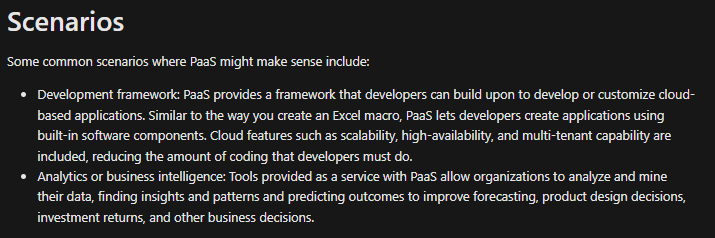 Scenarios
Some common scenarios where PaaS might make sense include:
• Development framework: PaaS provides a framework that developers can build upon to develop or customize cloud-
based applications. Similar to the way you create an Excel macro, PaaS lets developers create applications using
built-in software components. Cloud features such as scalability, high-availability, and multi-tenant capability are
included, reducing the amount of coding that developers must do.
• Analytics or business intelligence: Tools provided as a service with PaaS allow organizations to analyze and mine
their data, finding insights and patterns and predicting outcomes to improve forecasting, product design decisions,
investment returns, and other business decisions.